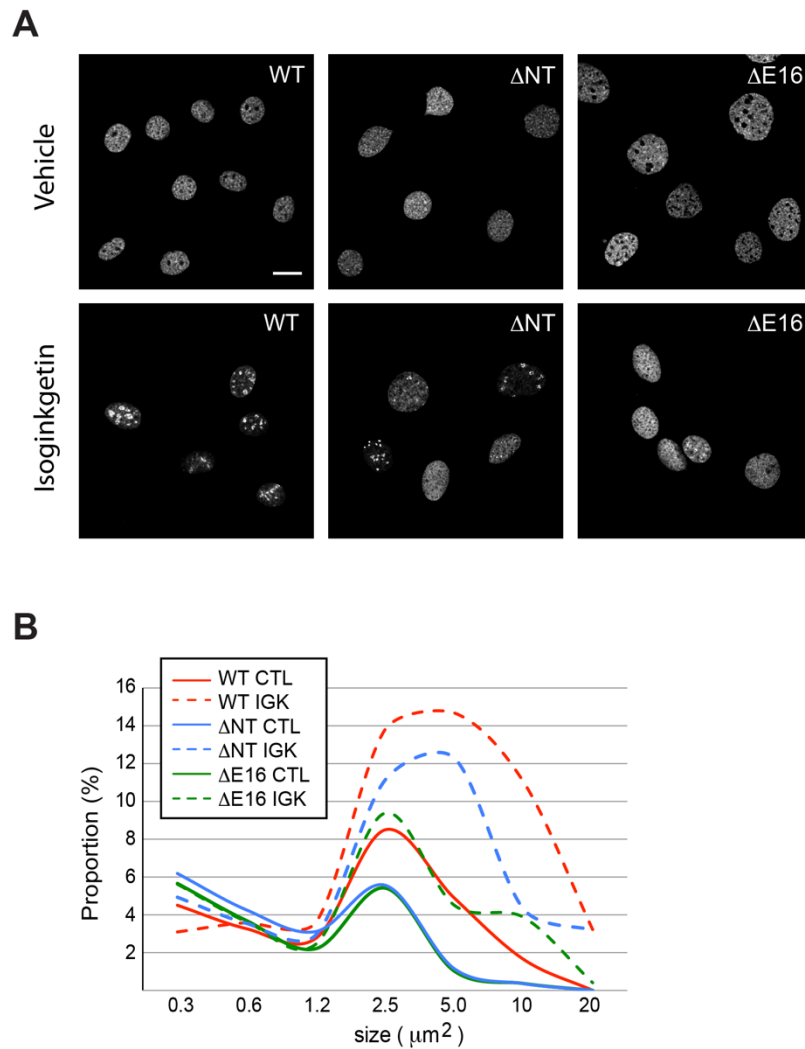 A
WT
ΔNT
ΔE16
Vehicle
WT
ΔNT
ΔE16
Isoginkgetin
B
WT CTL
WT IGK
ΔNT CTL
ΔNT IGK
ΔE16 CTL
ΔE16 IGK
16
14
12
10
8
6
4
2
Proportion (%)
0.3 0.6 1.2 2.5 5.0 10 20
size ( μm²)